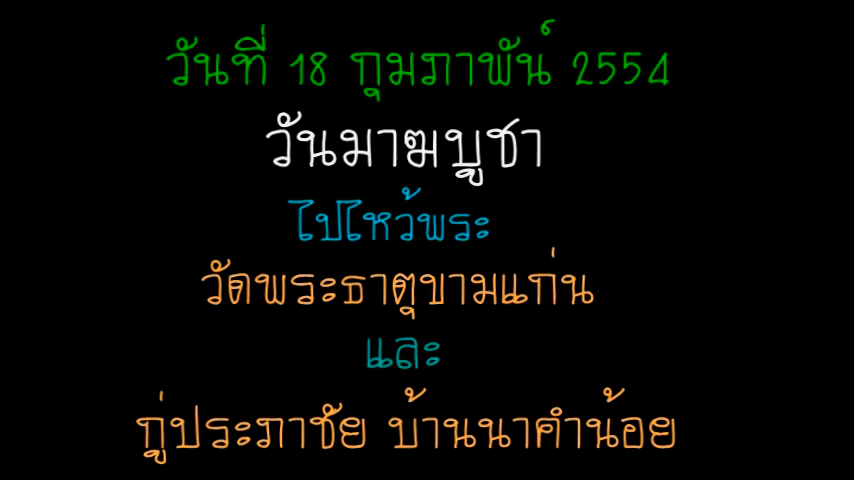 วันที่ 18 กุมภาพันธ์ 2554
วันมาฆบูชา
ไปไหว้พระ
วัดพระธาตุขามแก่น
และ
กู่ประภาชัย บ้านนาคำน้อย